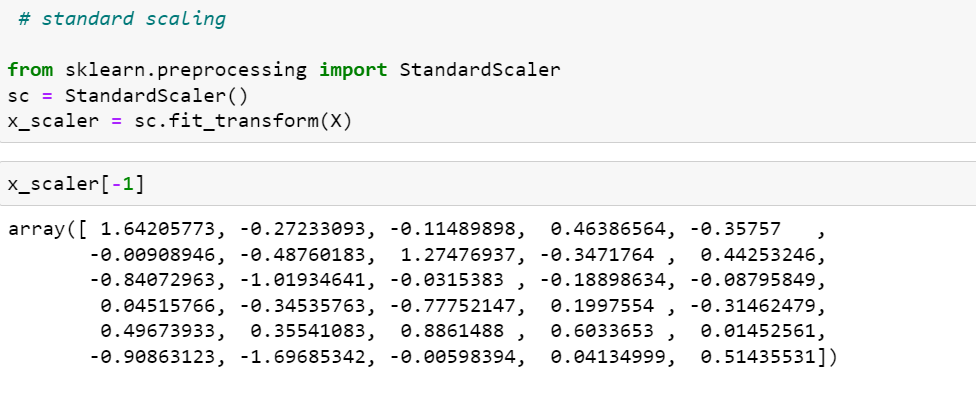 # standard scaling
from sklearn.preprocessing import StandardScaler
sc = StandardScaler()
x_scaler = sc.fit_transform(X)
x_scaler[-1]
array([ 1.64205773, -0.27233093, -0.11489898,  0.46386564, -0.35757   ,
       -0.00908946, -0.48760183,  1.27476937, -0.3471764 ,  0.44253246,
       -0.84072963, -1.01934641, -0.0315383 , -0.18898634, -0.08795849,
        0.04515766, -0.34535763, -0.77752147,  0.1997554 , -0.31462479,
        0.49673933,  0.35541083,  0.8861488 ,  0.6033653 ,  0.01452561,
       -0.90863123, -1.69685342, -0.00598394,  0.04134999,  0.51435531])